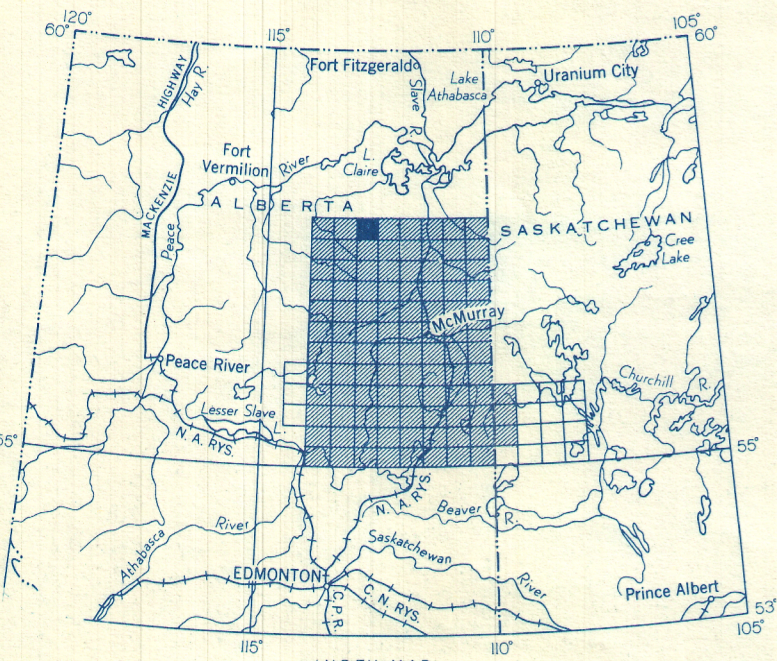 120°
60°
115°
110°
105°
60°
HIGHWAY
Hay R.
Fort Fitzgerald
Slave R.
Lake
Athabasca
Uranium City
Fort
Vermilion
River
L.
Claire
MACKENZIE
Peace
ALBERTA
SASKATCHEWAN
Cree
Lake
McMurray
Peace River
Lesser Slave
L.
Churchill R.
55°
N. A. RYS.
55°
N. A. RYS.
Beaver
R.
River
Athabasca
Saskatchewan
River
EDMONTON
C. N. RYS.
C.P.R.
Prince Albert
53°
115°
110°
105°